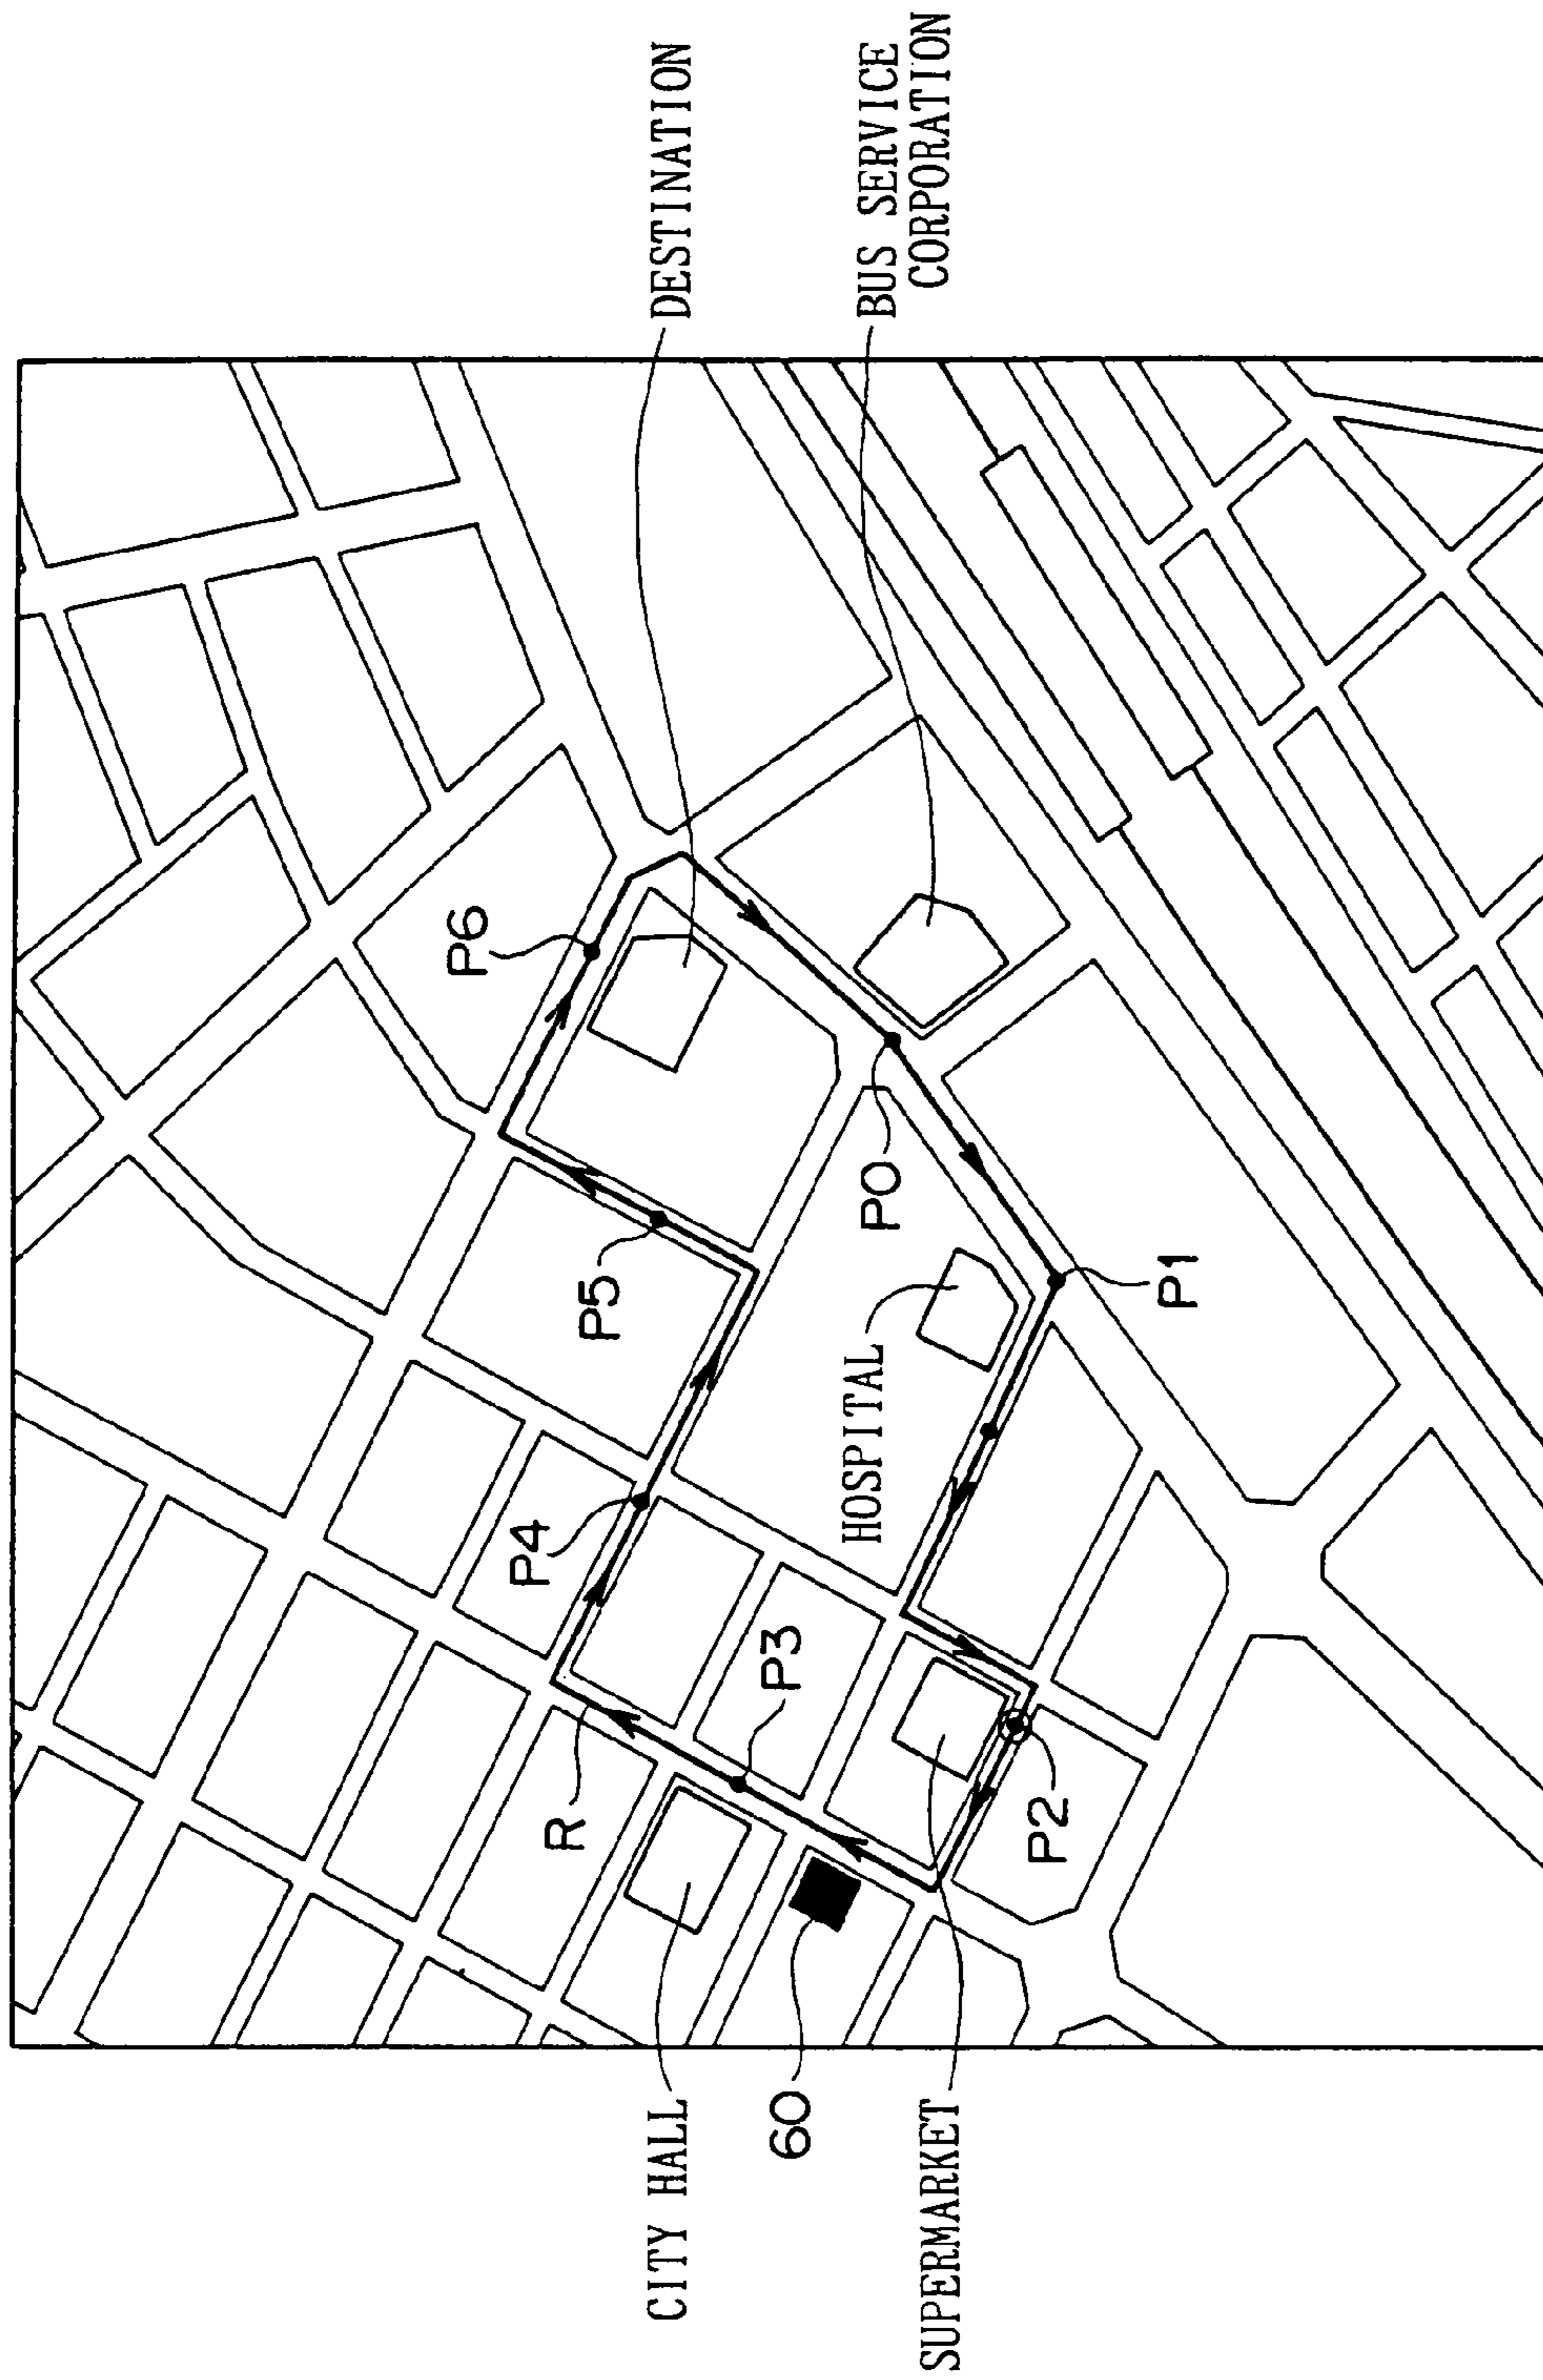 DESTINATION
BUS SERVICE
CORPORATION
P6
P5
P0
P1
HOSPITAL
P4
P3
R
P2
CITY HALL
60
SUPERMARKET